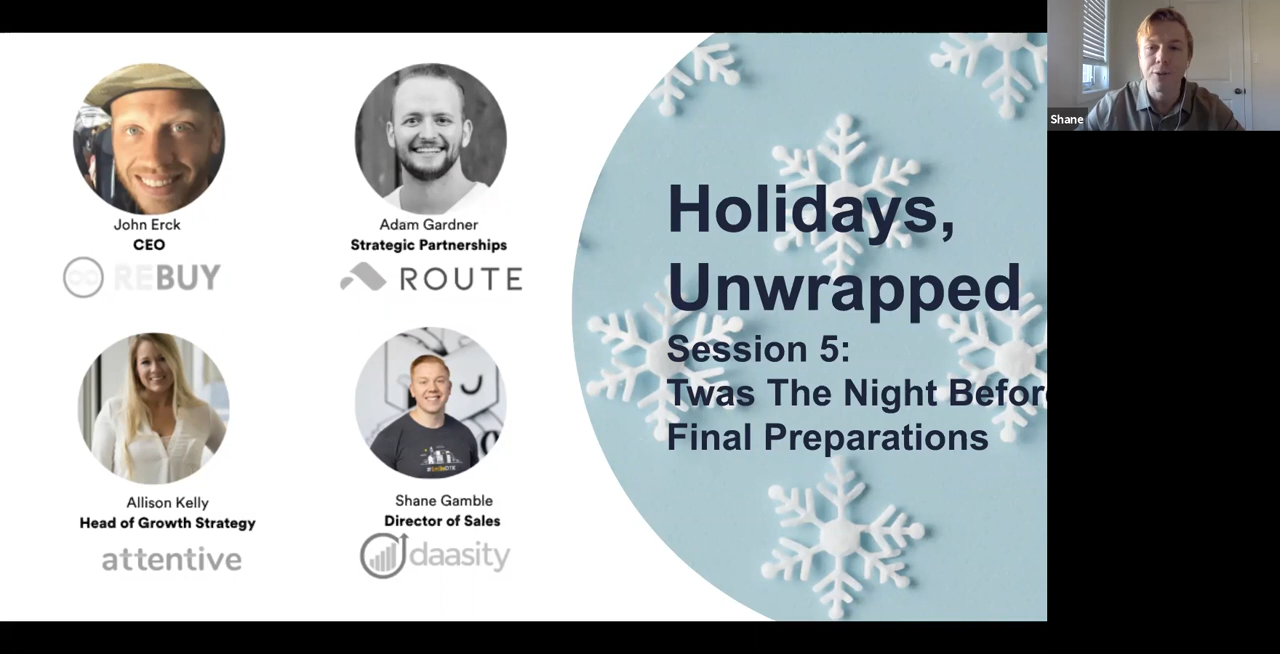 John Erck
CEO
REBUY
Adam Gardner
Strategic Partnerships
ROUTE
Allison Kelly
Head of Growth Strategy
attentive
Shane Gamble
Director of Sales
daasity
Holidays,
Unwrapped
Session 5:
Twas The Night Before
Final Preparations
Shane